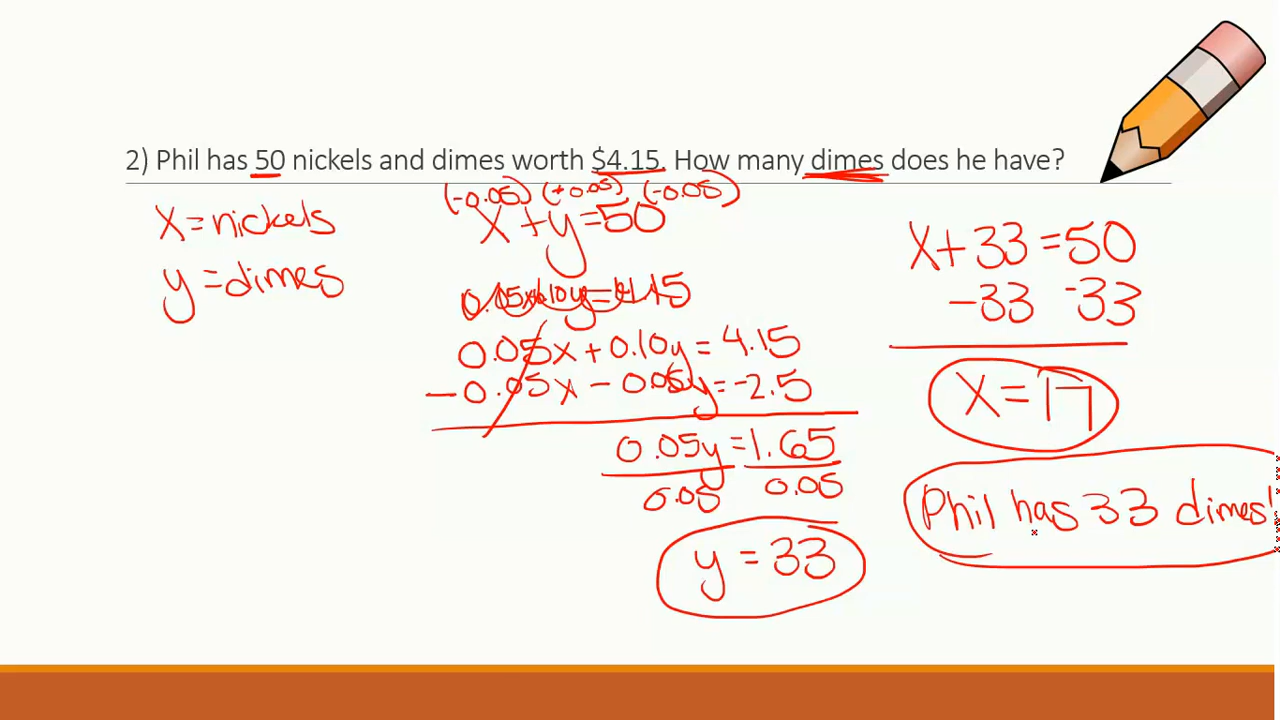 2) Phil has 50 nickels and dimes worth $4.15. How many dimes does he have?
x = nickels
y = dimes
(-0.05) (+0.05) (-0.05)
x + y = 50
0.05x + 0.10y = 4.15
- 0.05x - 0.05y = -2.5
0.05y = 1.65
0.05 0.05
y = 33
x + 33 = 50
-33 -33
x = 17
Phil has 33 dimes!